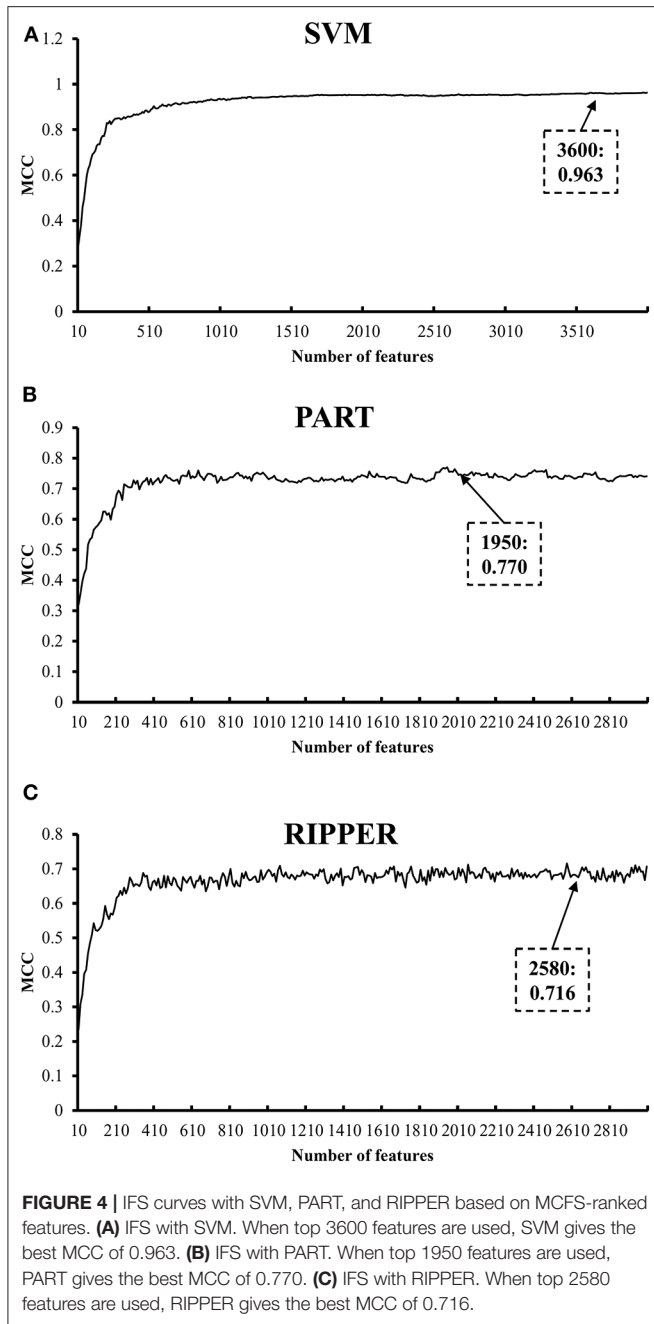 A
SVM
1.2
1
0.8
0.6
0.4
0.2
0
MCC
3600:
0.963
10 510 1010 1510 2010 2510 3010 3510
Number of features
B
PART
0.9
0.8
0.7
0.6
0.5
0.4
0.3
0.2
0.1
0
MCC
1950:
0.770
10 210 410 610 810 1010 1210 1410 1610 1810 2010 2210 2410 2610 2810
Number of features
C
RIPPER
0.8
0.7
0.6
0.5
0.4
0.3
0.2
0.1
0
MCC
2580:
0.716
10 210 410 610 810 1010 1210 1410 1610 1810 2010 2210 2410 2610 2810
Number of features
FIGURE 4 | IFS curves with SVM, PART, and RIPPER based on MCFS-ranked
features. (A) IFS with SVM. When top 3600 features are used, SVM gives the
best MCC of 0.963. (B) IFS with PART. When top 1950 features are used,
PART gives the best MCC of 0.770. (C) IFS with RIPPER. When top 2580
features are used, RIPPER gives the best MCC of 0.716.